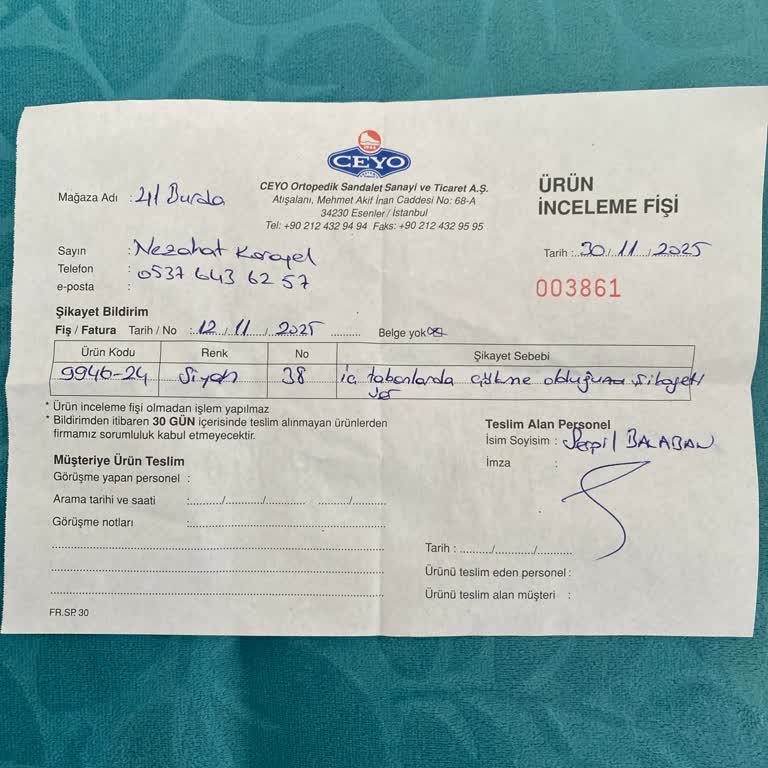 1949
CEYO
CEYO Ortopedik Sandalet Sanayi ve Ticaret A.Ş.
Atışalanı, Mehmet Akif İnan Caddesi No: 68-A
34230 Esenler / İstanbul
Tel: +90 212 432 94 94 Faks: +90 212 432 95 95
Mağaza Adı : 41 Burda
ÜRÜN
İNCELEME FİŞİ
Sayın : Nezahat Korayel
Telefon : 0537 643 62 57
e-posta :
Tarih : 30/11/2025
003861
Şikayet Bildirim
Fiş / Fatura Tarih / No : 12/11/2025 Belge yok
Ürün Kodu Renk No Şikayet Sebebi
9946-24 Siyah 38 iç tabanlarda çökme olduğuna şikayeti
var
* Ürün inceleme fişi olmadan işlem yapılmaz
* Bildirimden itibaren 30 GÜN içerisinde teslim alınmayan ürünlerden
firmamız sorumluluk kabul etmeyecektir.
Teslim Alan Personel
İsim Soyisim : Serpil BALABAN
İmza :
Müşteriye Ürün Teslim
Görüşme yapan personel :
Arama tarihi ve saati :....../....../...... ....../......
Görüşme notları :
Tarih : ......../......../........
Ürünü teslim eden personel :
Ürünü teslim alan müşteri :
FR.SP. 30